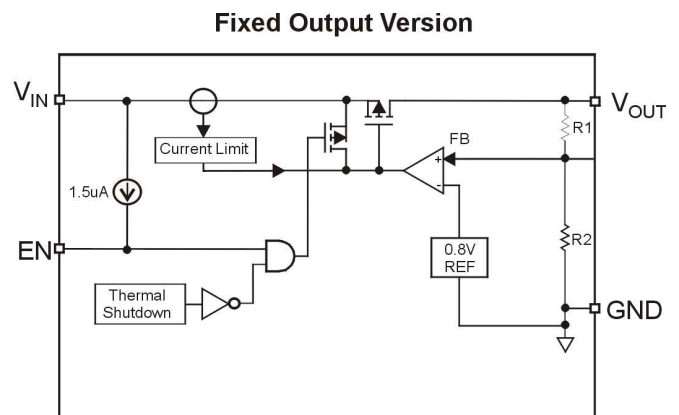 Fixed Output Version
VIN
VOUT
R1
FB
Current Limit
+
-
1.5uA
R2
EN
0.8V
REF
Thermal
Shutdown
GND